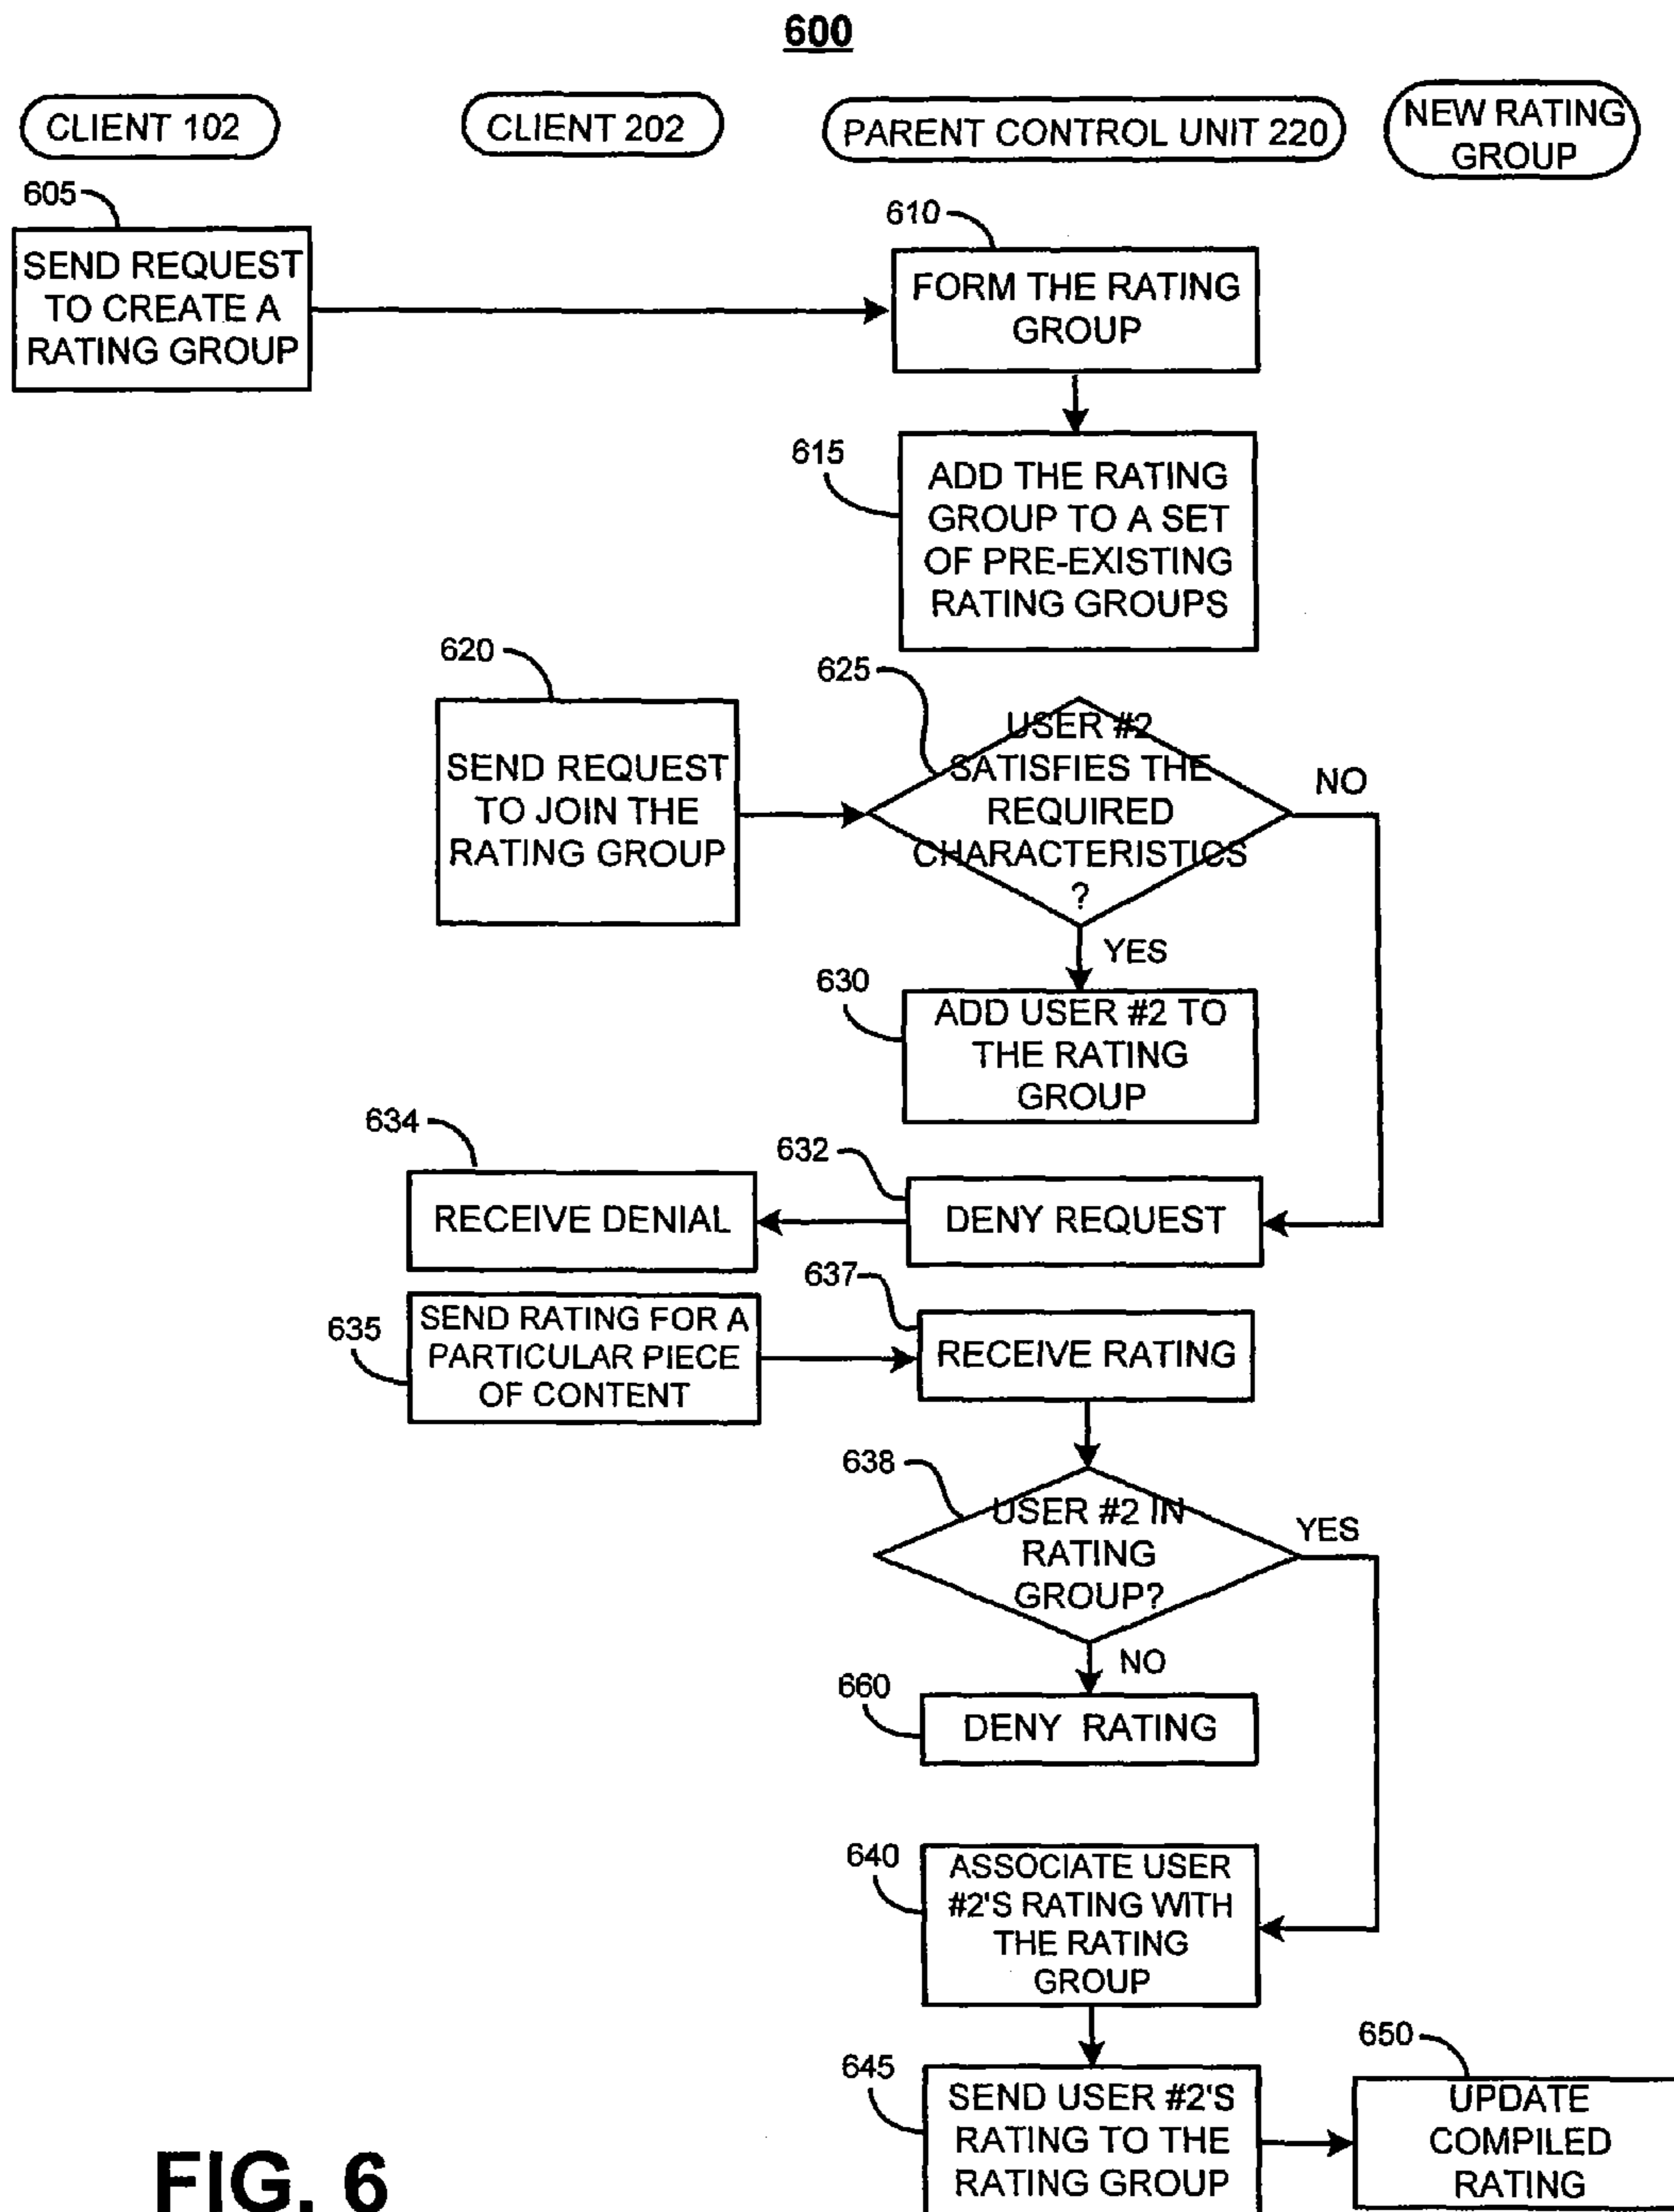 600
CLIENT 102
CLIENT 202
PARENT CONTROL UNIT 220
NEW RATING
GROUP
605
SEND REQUEST
TO CREATE A
RATING GROUP
610
FORM THE RATING
GROUP
615
ADD THE RATING
GROUP TO A SET
OF PRE-EXISTING
RATING GROUPS
620
SEND REQUEST
TO JOIN THE
RATING GROUP
625
USER #2
SATISFIES THE
REQUIRED
CHARACTERISTICS
?
NO
YES
630
ADD USER #2 TO
THE RATING
GROUP
634
RECEIVE DENIAL
632
DENY REQUEST
635
SEND RATING FOR A
PARTICULAR PIECE
OF CONTENT
637
RECEIVE RATING
638
USER #2 IN
RATING
GROUP?
YES
NO
660
DENY RATING
640
ASSOCIATE USER
#2'S RATING WITH
THE RATING
GROUP
645
SEND USER #2'S
RATING TO THE
RATING GROUP
650
UPDATE
COMPILED
RATING
FIG. 6